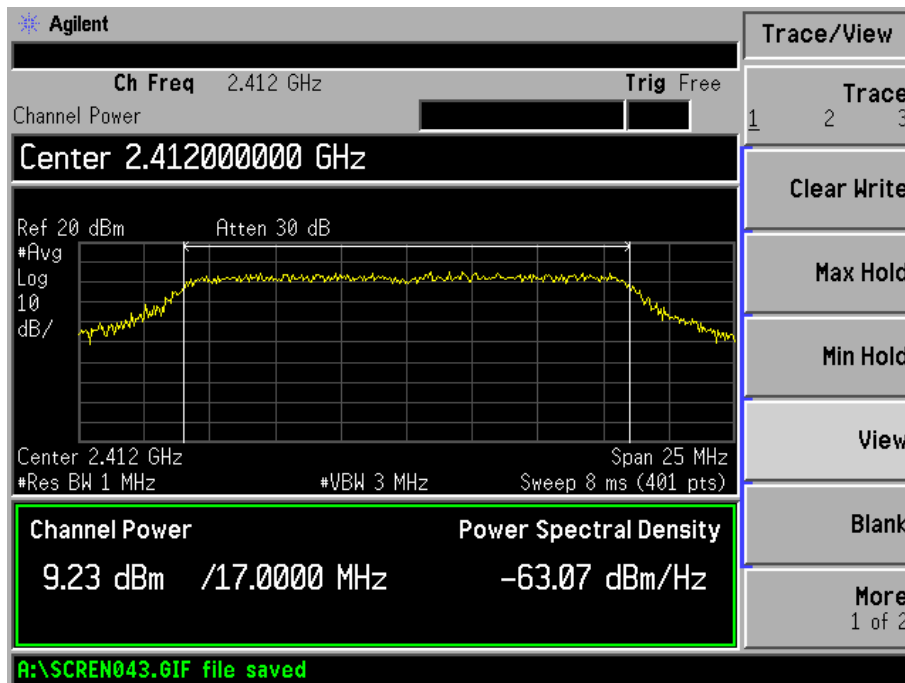 Agilent
Trace/View
Ch Freq 2.412 GHz Trig Free
Channel Power
Trace
1 2 3
Center 2.412000000 GHz
Clear Write
Ref 20 dBm Atten 30 dB
#Avg
Log
10
dB/
Max Hold
Min Hold
View
Center 2.412 GHz Span 25 MHz
#Res BW 1 MHz #VBW 3 MHz Sweep 8 ms (401 pts)
Channel Power Power Spectral Density
Blank
9.23 dBm /17.0000 MHz -63.07 dBm/Hz
More
1 of 2
A:\SCREN043.GIF file saved